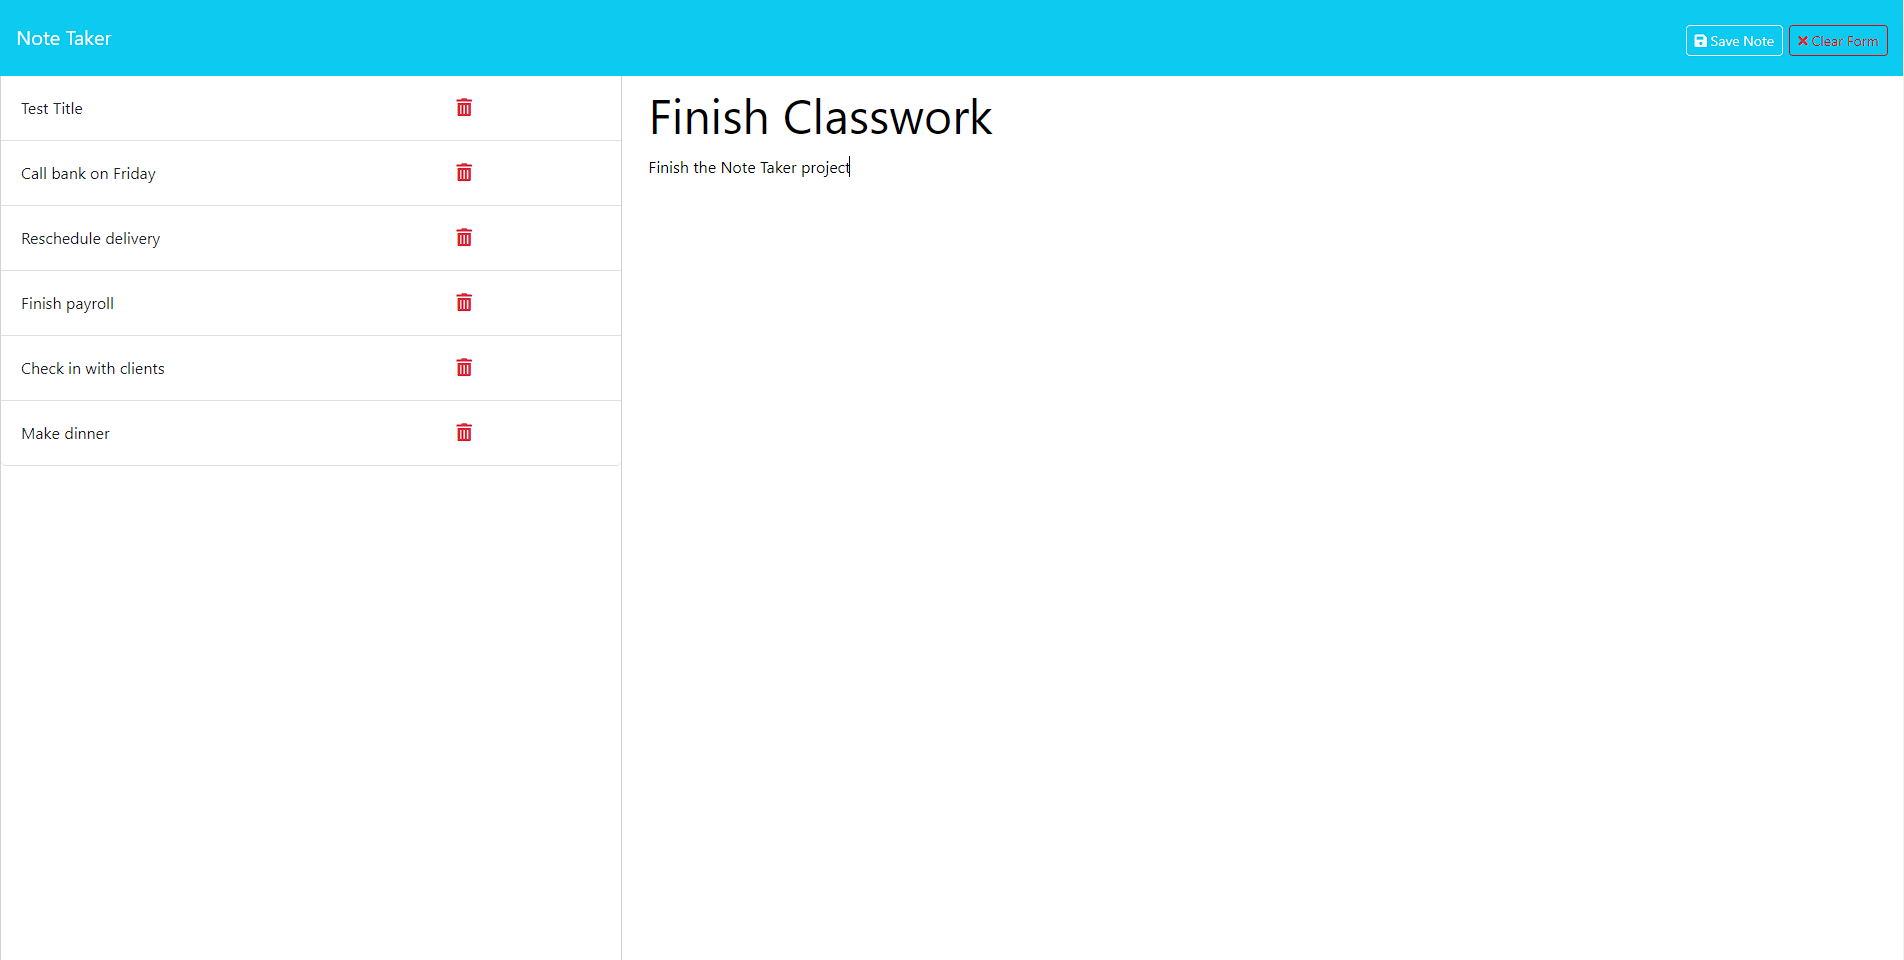 Note Taker
Save Note
Clear Form
Test Title
Call bank on Friday
Reschedule delivery
Finish payroll
Check in with clients
Make dinner
Finish Classwork
Finish the Note Taker project